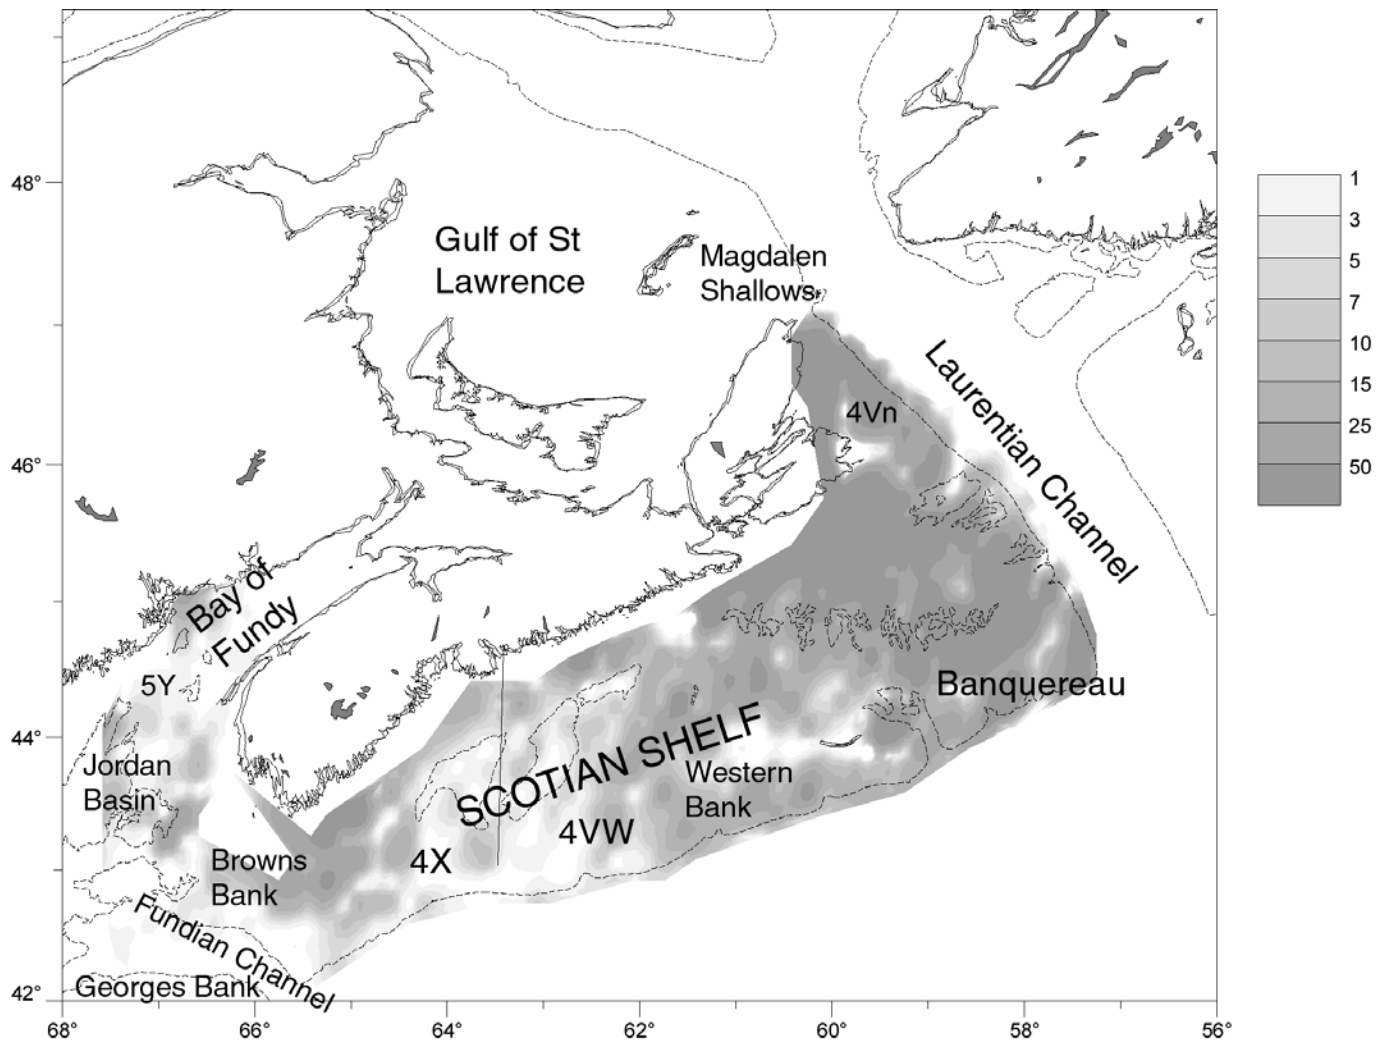 1
3
5
7
10
15
25
50
48°
46°
44°
42°
Gulf of St
Lawrence
Magdalen
Shallows
Laurentian Channel
4Vn
Bay of
Fundy
5Y
Banquereau
SCOTIAN SHELF
Jordan
Basin
Western
Bank
4VW
4X
Browns
Bank
Fundian Channel
Georges Bank
68°
66°
64°
62°
60°
58°
56°